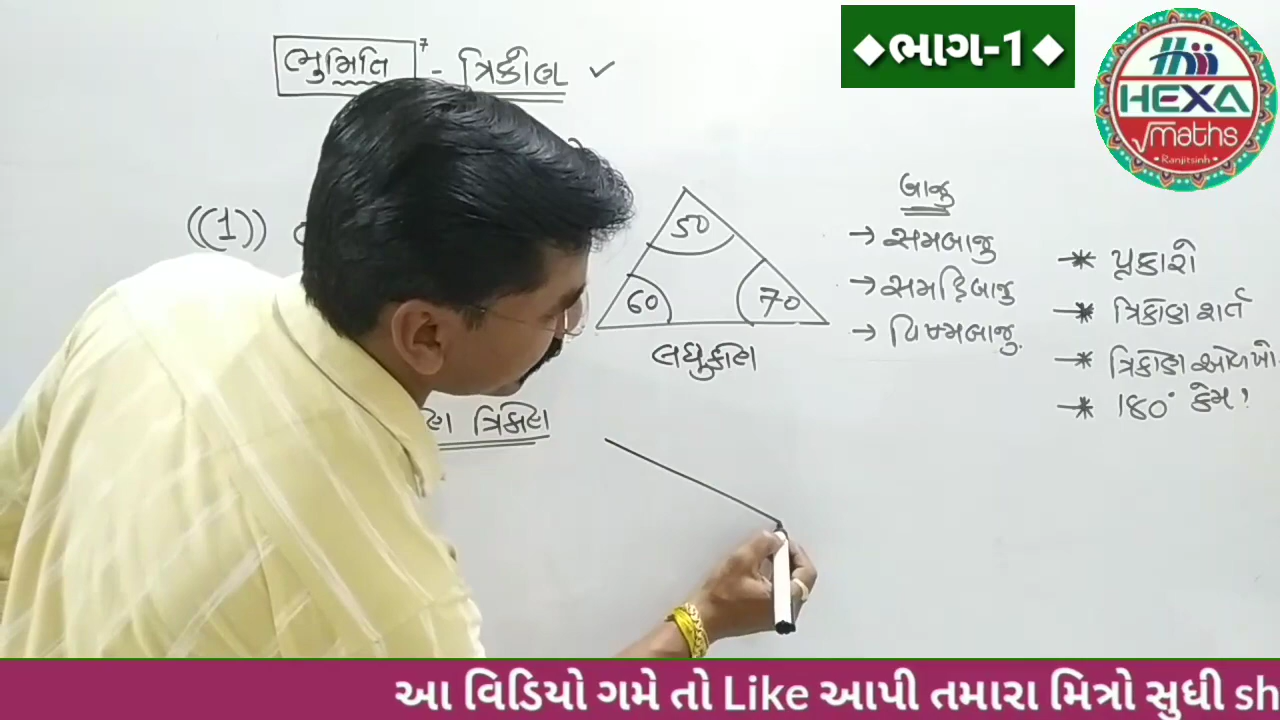 ભુમિતિ - ત્રિકોણ ✓
◆ભાગ-1◆
HEXA
√maths
• Ranjitsinh •
((1))
50
60
70
લઘુકોણ
બાજુ
→ સમબાજુ
→ સમદ્વિબાજુ
→ વિષમબાજુ
* પ્રકારો
* ત્રિકોણ શર્ત
* ત્રિકોણ ઓળખો
* 180° કેમ!
ત્રિકોણ
આ વિડિયો ગમે તો Like આપી તમારા મિત્રો સુધી sh